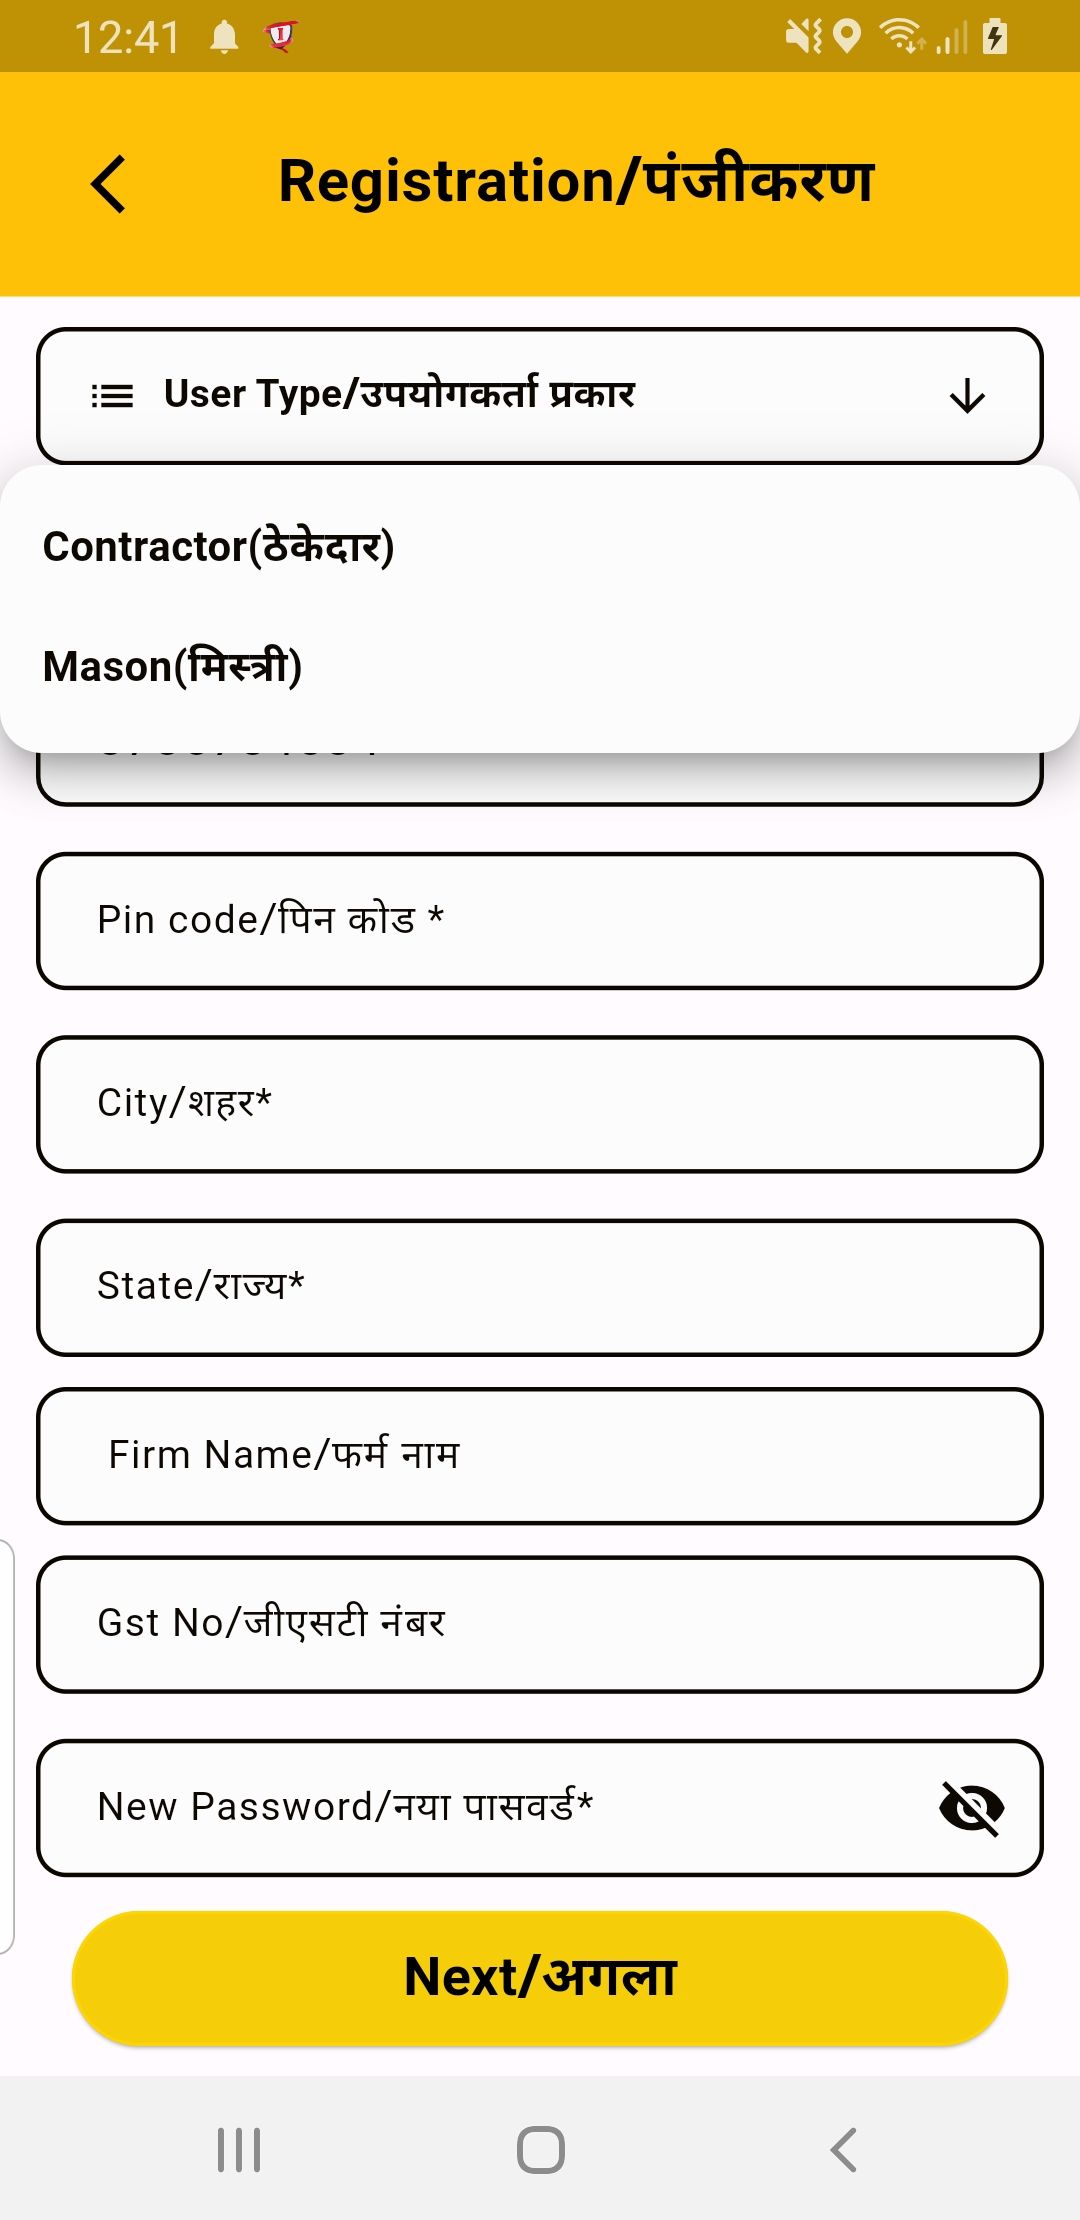 12:41
Registration/पंजीकरण
User Type/उपयोगकर्ता प्रकार
Contractor(ठेकेदार)
Mason(मिस्त्री)
Pin code/पिन कोड *
City/शहर*
State/राज्य*
Firm Name/फर्म नाम
Gst No/जीएसटी नंबर
New Password/नया पासवर्ड*
Next/अगला